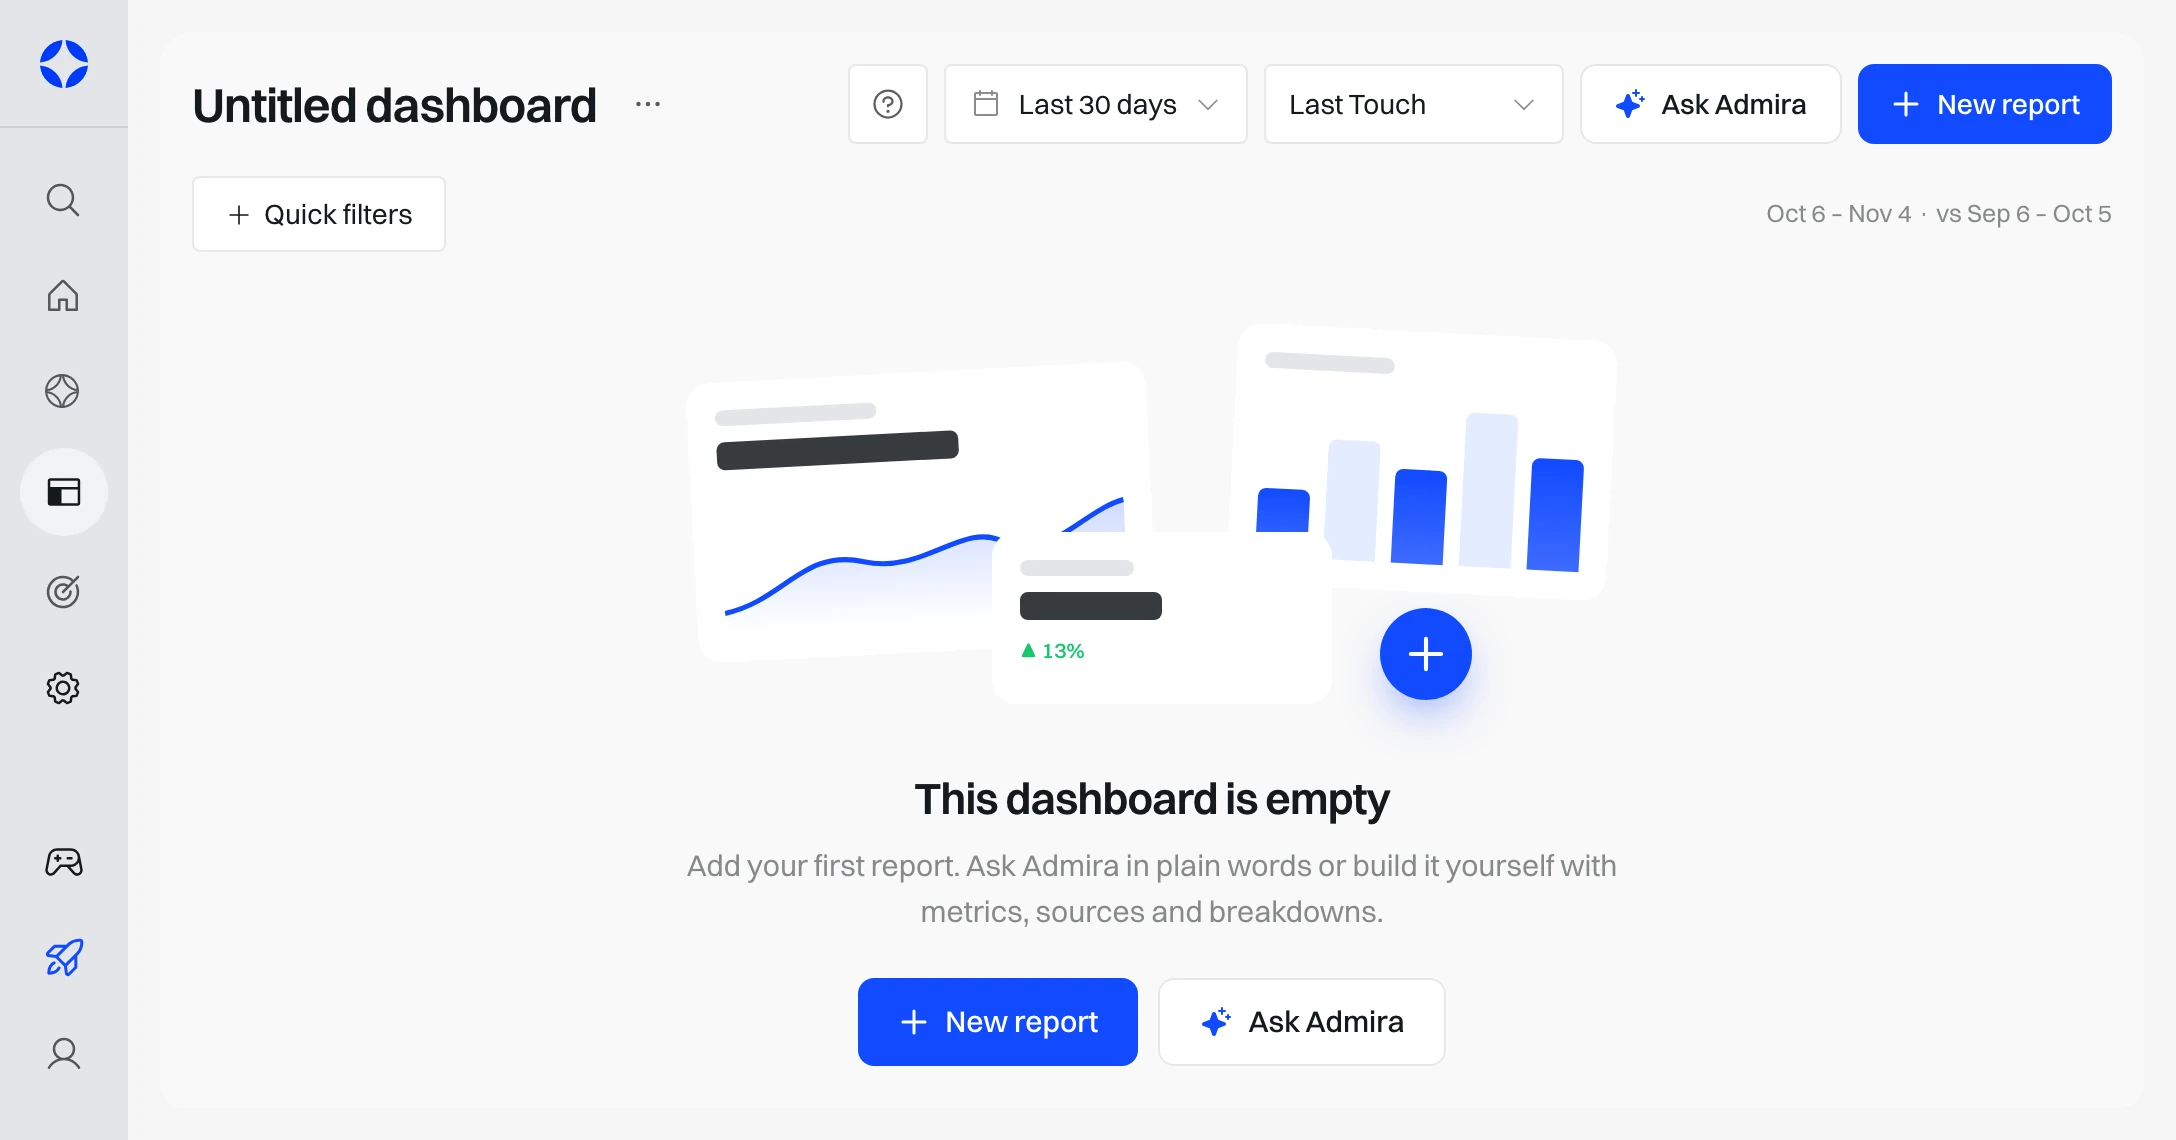 Untitled dashboard
Last 30 days
Last Touch
Ask Admira
New report
Quick filters
Oct 6 – Nov 4 · vs Sep 6 – Oct 5
13%
This dashboard is empty
Add your first report. Ask Admira in plain words or build it yourself with
metrics, sources and breakdowns.
New report
Ask Admira